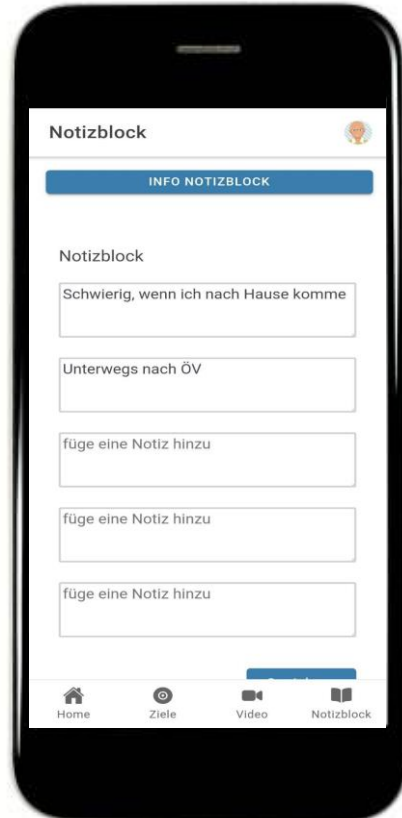 Notizblock
INFO NOTIZBLOCK
Notizblock
Schwierig, wenn ich nach Hause komme
Unterwegs nach ÖV
füge eine Notiz hinzu
füge eine Notiz hinzu
füge eine Notiz hinzu
Home Ziele Video Notizblock